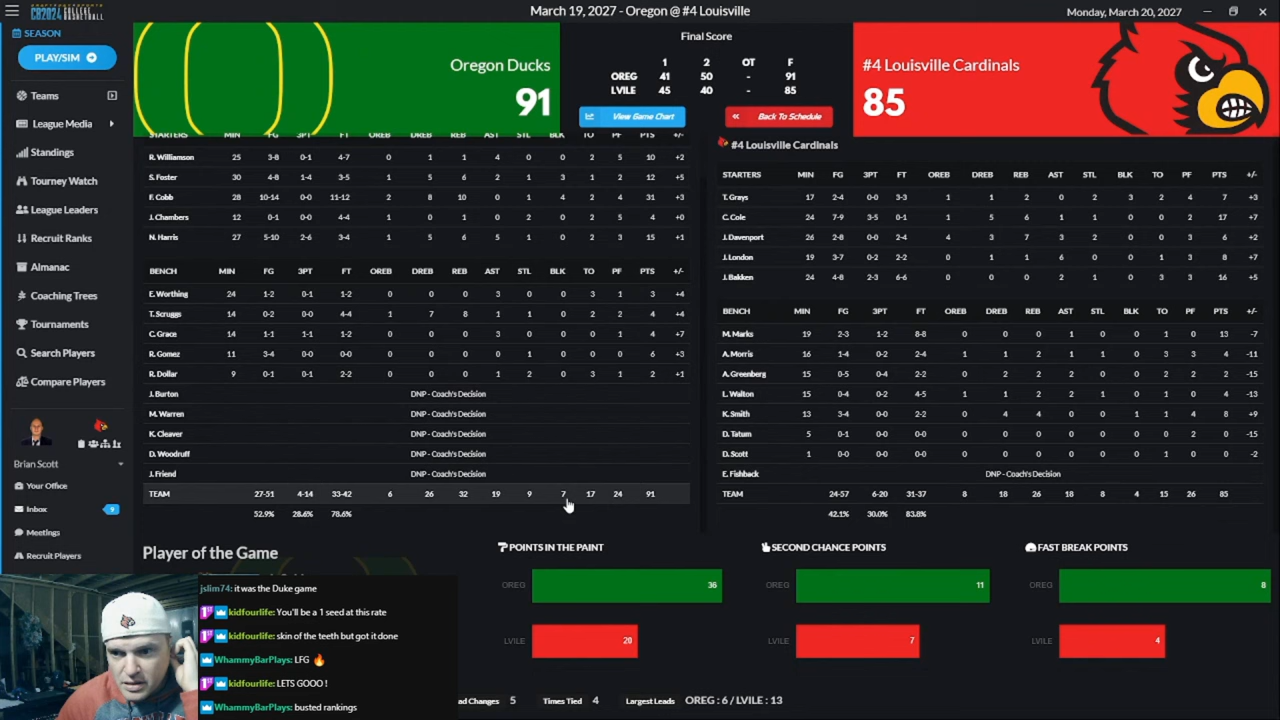 DRAFT DAY SPORTS
CB2024 COLLEGE BASKETBALL
March 19, 2027 - Oregon @ #4 Louisville
Monday, March 20, 2027
SEASON
PLAY/SIM
Teams
League Media
Standings
Tourney Watch
League Leaders
Recruit Ranks
Almanac
Coaching Trees
Tournaments
Search Players
Compare Players
Brian Scott
Your Office
Inbox 9
Meetings
Recruit Players
Oregon Ducks
91
Final Score
1 2 OT F
OREG 41 50 - 91
LVILE 45 40 - 85
View Game Chart
Back To Schedule
#4 Louisville Cardinals
85
STARTERS MIN FG 3PT FT OREB DREB REB AST STL BLK TO PF PTS +/-
R. Williamson 25 3-8 0-1 4-7 0 1 1 4 0 0 2 5 10 +2
S. Foster 30 4-8 1-4 3-5 1 5 6 2 1 3 1 2 12 +5
F. Cobb 28 10-14 0-0 11-12 2 8 10 0 0 1 4 2 31 +3
J. Chambers 12 0-1 0-0 4-4 1 0 1 0 2 0 2 5 4 +0
N. Harris 27 5-10 2-6 3-4 1 5 6 5 1 0 2 3 15 +1
BENCH MIN FG 3PT FT OREB DREB REB AST STL BLK TO PF PTS +/-
E. Worthing 24 1-2 0-1 1-2 0 0 0 3 0 0 3 1 3 +4
T. Scruggs 14 0-2 0-0 4-4 1 7 8 1 1 0 2 2 4 +4
C. Grace 14 1-1 1-1 1-2 0 0 0 3 0 0 0 1 4 +7
R. Gomez 11 3-4 0-0 0-0 0 0 0 0 0 0 0 1 6 +3
R. Dollar 9 0-1 0-1 2-2 0 0 0 1 2 0 3 1 2 +1
J. Burton DNP - Coach's Decision
M. Warren DNP - Coach's Decision
K. Cleaver DNP - Coach's Decision
D. Woodruff DNP - Coach's Decision
J. Friend DNP - Coach's Decision
TEAM 27-51 4-14 33-42 6 26 32 19 9 7 17 24 91
52.9% 28.6% 78.6%
#4 Louisville Cardinals
STARTERS MIN FG 3PT FT OREB DREB REB AST STL BLK TO PF PTS +/-
T. Grays 17 2-4 0-0 3-3 1 1 2 0 2 3 2 4 7 +3
C. Cole 24 7-9 3-5 0-1 1 5 6 1 1 0 0 2 17 +7
J. Davenport 26 2-8 0-0 2-4 4 3 7 3 2 0 3 3 6 +2
J. London 19 3-7 0-2 2-2 0 1 1 6 0 0 1 3 8 +7
J. Bakken 24 4-8 2-3 6-6 0 0 0 2 1 0 3 3 16 +5
BENCH MIN FG 3PT FT OREB DREB REB AST STL BLK TO PF PTS +/-
M. Marks 19 2-3 1-2 8-8 0 0 0 1 0 0 1 0 13 -7
A. Morris 16 1-4 0-0 2-4 1 1 2 1 1 0 3 3 4 -11
A. Greenberg 15 0-5 0-4 2-2 0 2 2 2 0 0 0 2 2 -15
L. Walton 15 0-4 0-2 4-5 1 1 2 2 1 0 1 0 4 -13
K. Smith 13 3-4 0-0 2-2 0 4 4 0 0 1 1 4 8 +9
D. Tatum 5 0-1 0-0 0-0 0 0 0 0 0 0 0 2 0 -15
D. Scott 1 0-0 0-0 0-0 0 0 0 0 0 0 1 0 0 -2
E. Fishback DNP - Coach's Decision
TEAM 24-57 6-20 31-37 8 18 26 18 8 4 15 26 85
42.1% 30.0% 83.8%
Player of the Game
POINTS IN THE PAINT
OREG 36
LVILE 20
SECOND CHANCE POINTS
OREG 11
LVILE 7
FAST BREAK POINTS
OREG 8
LVILE 4
ad Changes 5 Times Tied 4 Largest Leads OREG : 6 / LVILE : 13
jslim74: it was the Duke game
kidfourlife: You'll be a 1 seed at this rate
kidfourlife: skin of the teeth but got it done
WhammyBarPlays: LFG 🔥
kidfourlife: LETS GOOO !
WhammyBarPlays: busted rankings